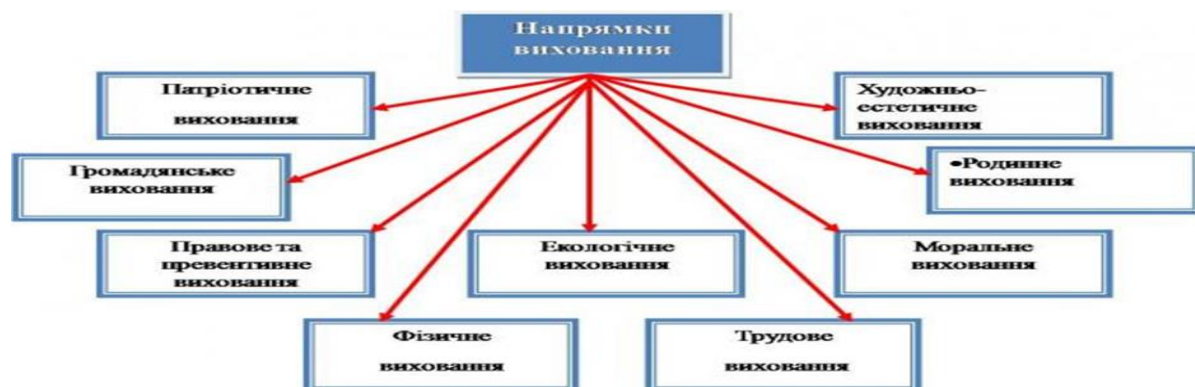 Напрямки
виховання
Патріотичне
виховання
Художньо-
естетичне
виховання
Громадянське
виховання
•Родинне
виховання
Правове та
превентивне
виховання
Екологічне
виховання
Моральне
виховання
Фізичне
виховання
Трудове
виховання